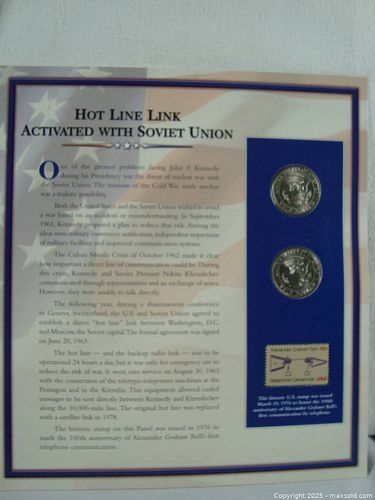 HOT LINE LINK
ACTIVATED WITH SOVIET UNION
One of the greatest problems facing John F. Kennedy
during his Presidency was the threat of nuclear war with
the Soviet Union. The tensions of the Cold War made nuclear
war a realistic possibility.
Both the United States and the Soviet Union wished to avoid
a war based on an accident or misunderstanding. In September
1961, Kennedy proposed a plan to reduce that risk. Among the
ideas were military movement notification, independent inspections
of military facilities and improved communication systems.
The Cuban Missile Crisis of October 1962 made it clear
how important a direct line of communication could be. During
this crisis, Kennedy and Soviet Premier Nikita Khrushchev
communicated through representatives and an exchange of notes.
However, they were unable to talk directly.
The following year, during a disarmament conference
in Geneva, Switzerland, the U.S. and Soviet Union agreed to
establish a direct "hot line" link between Washington, D.C.
and Moscow, the Soviet capital. The formal agreement was signed
on June 20, 1963.
The hot line — and the backup radio link — was to be
operational 24 hours a day but it was only for emergency use to
reduce the risk of war. It went into service on August 30, 1963
with the connection of the teletype-teleprinter machines at the
Pentagon and in the Kremlin. This equipment allowed coded
messages to be sent directly between Kennedy and Khrushchev
along the 10,000-mile line. The original hot line was replaced
with a satellite link in 1978.
The historic stamp on this Panel was issued in 1976 to
mark the 100th anniversary of Alexander Graham Bell's first
telephone communication.
Alexander Graham Bell
Telephone Centennial USA
This historic U.S. stamp was issued
March 10, 1976 to honor the 100th
anniversary of Alexander Graham Bell's
first communication by telephone
Copyright 2025 - maxsold.com